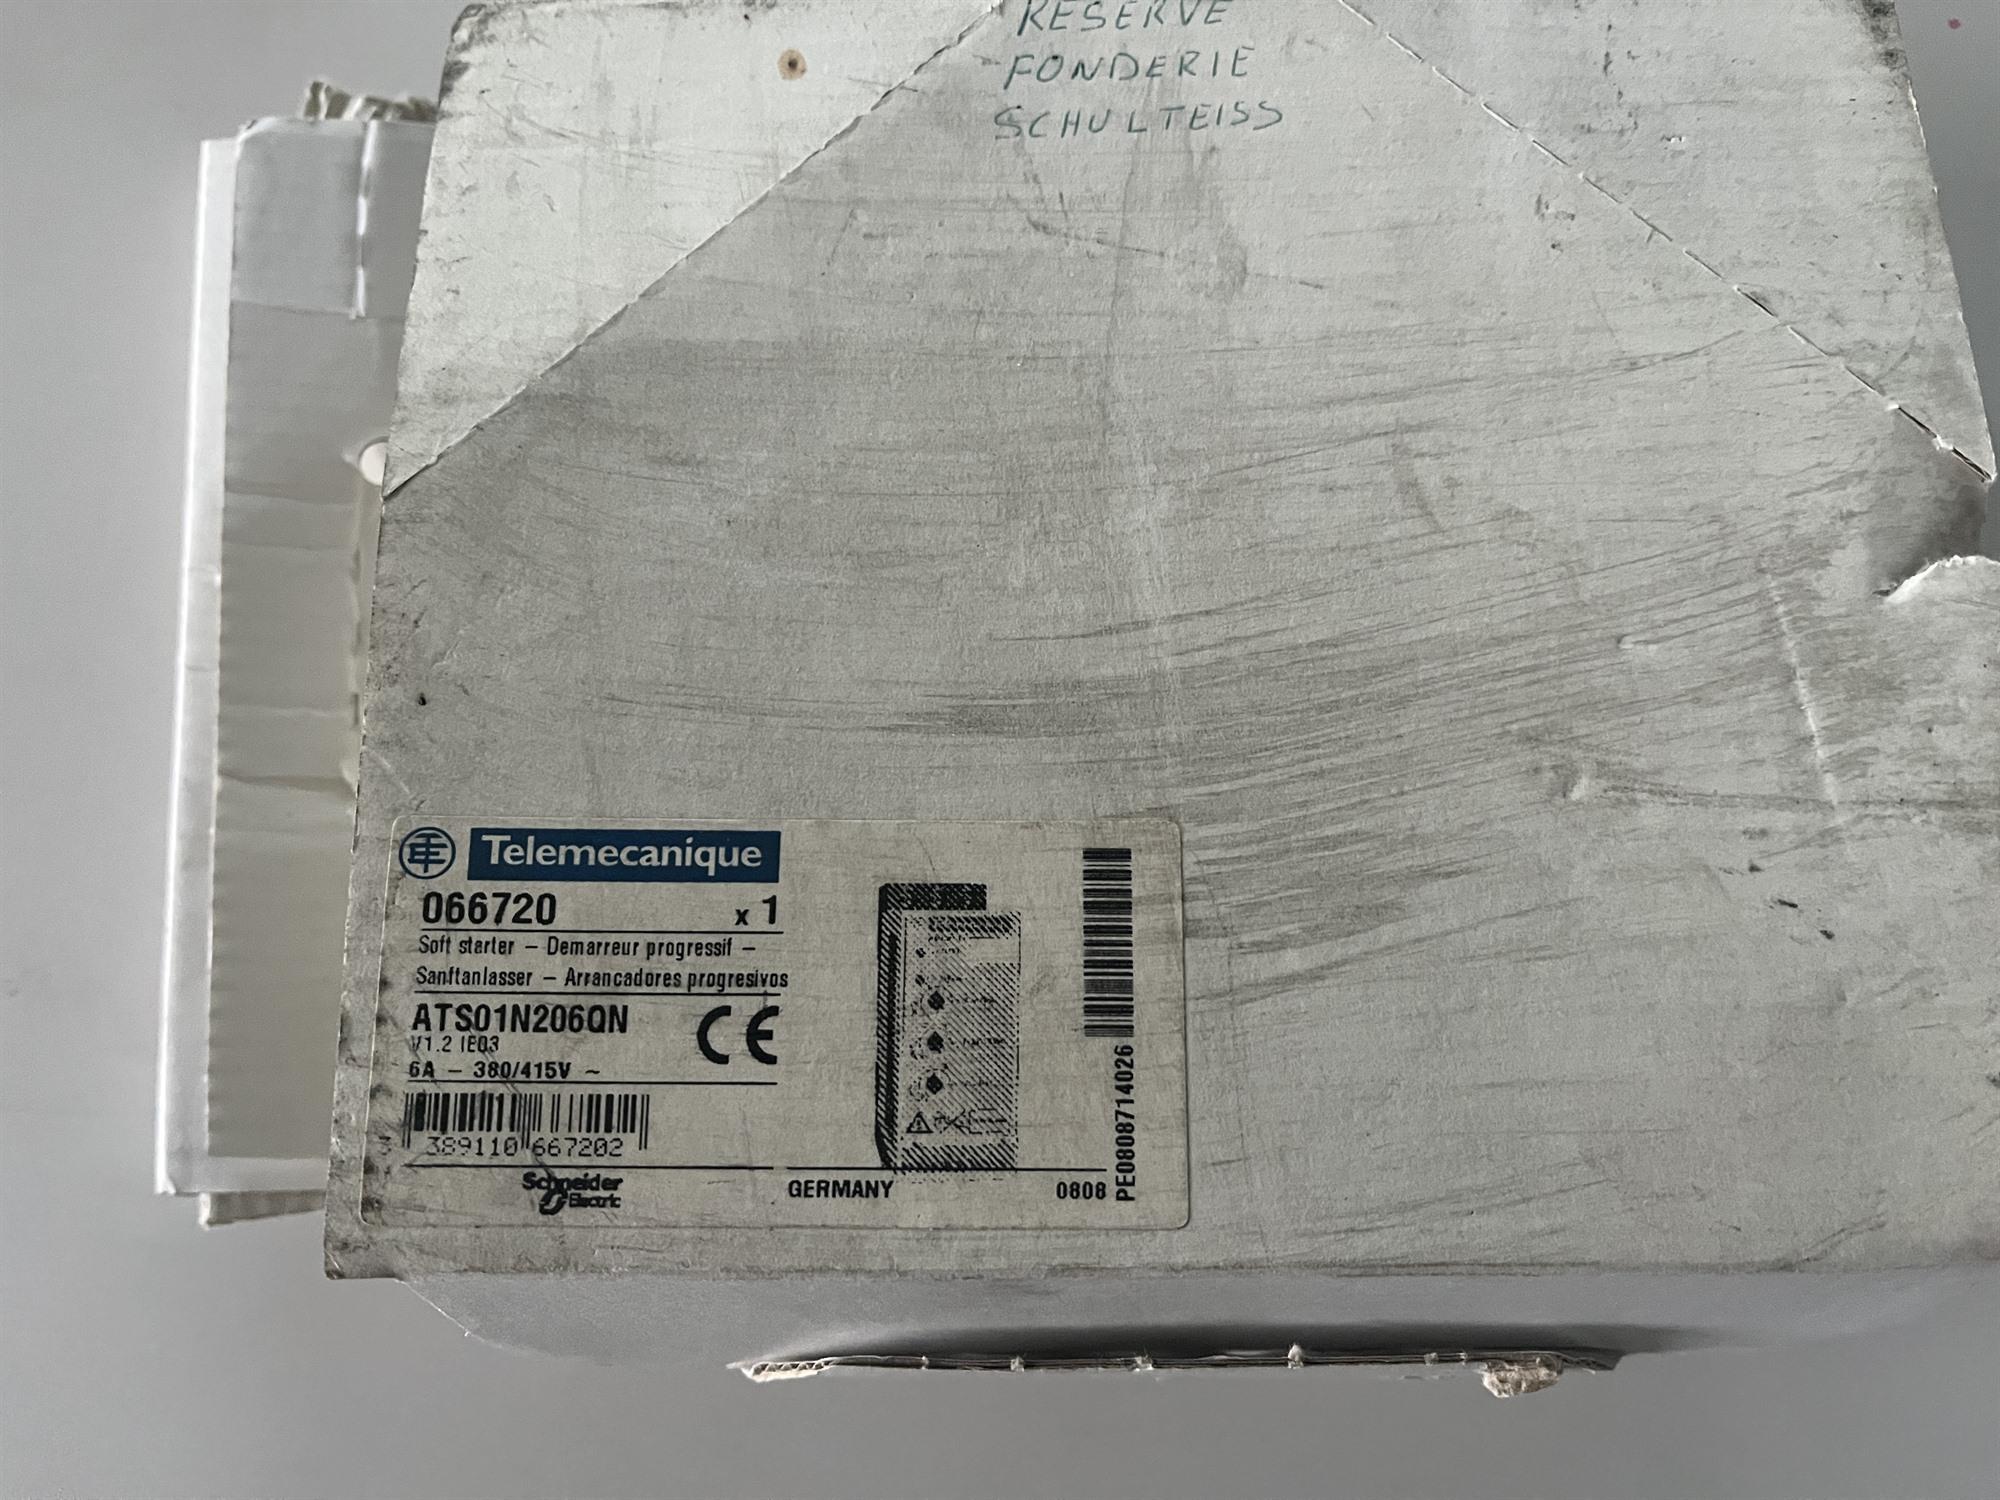 RESERVE
FONDERIE
SCHULTEISS
Telemecanique
066720 x 1
Soft starter – Demarreur progressif –
Sanftanlasser – Arrancadores progresivos
ATS01N206QN
V1.2 IE03
6A – 380/415V ~
CE
3 389110 667202
Schneider
Electric
GERMANY 0808
PE0808714026